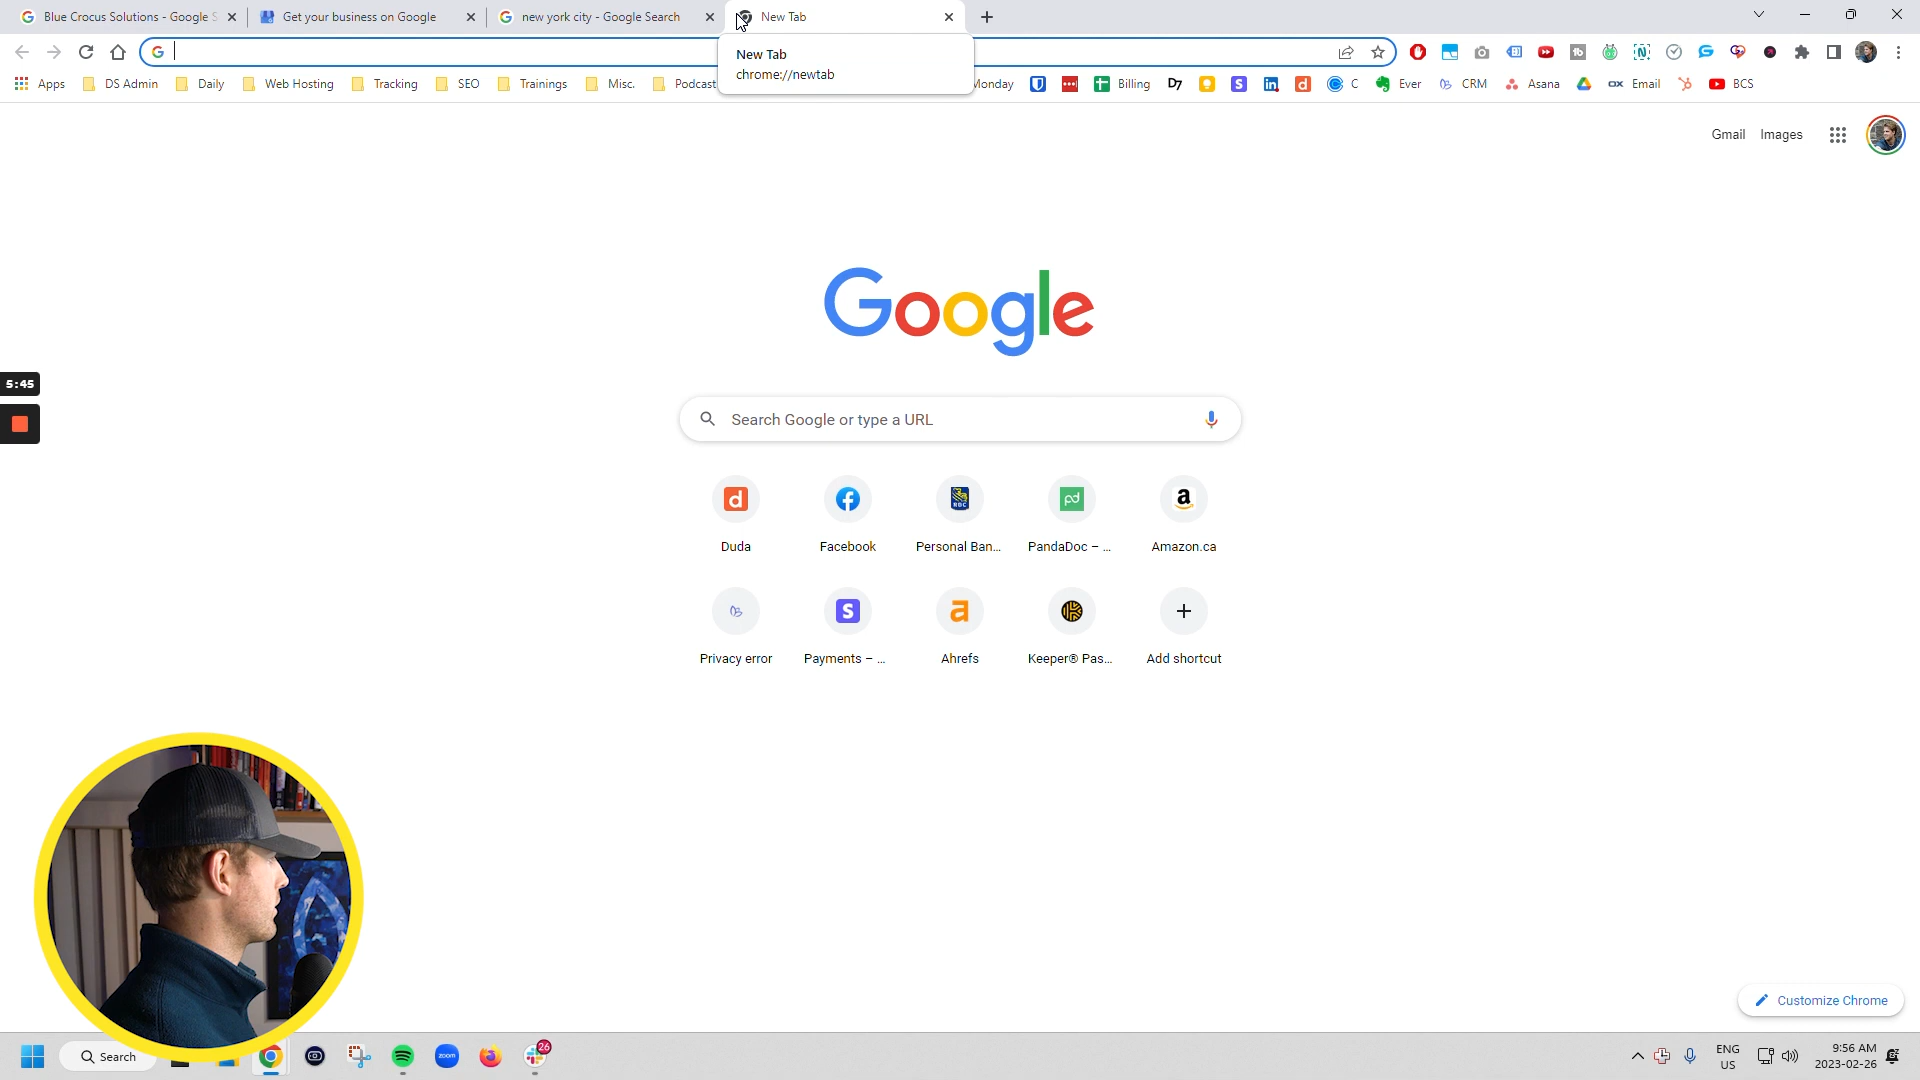 Blue Crocus Solutions - Google S
Get your business on Google
new york city - Google Search
New Tab
New Tab
chrome://newtab
Apps
DS Admin
Daily
Web Hosting
Tracking
SEO
Trainings
Misc.
Podcast
Monday
Billing
D7
C
Ever
CRM
Asana
Email
BCS
Gmail
Images
Google
5:45
Search Google or type a URL
Duda
Facebook
Personal Ban...
PandaDoc – ...
Amazon.ca
Privacy error
Payments – ...
Ahrefs
Keeper® Pas...
Add shortcut
Customize Chrome
Search
zoom
26
ENG
US
9:56 AM
2023-02-26